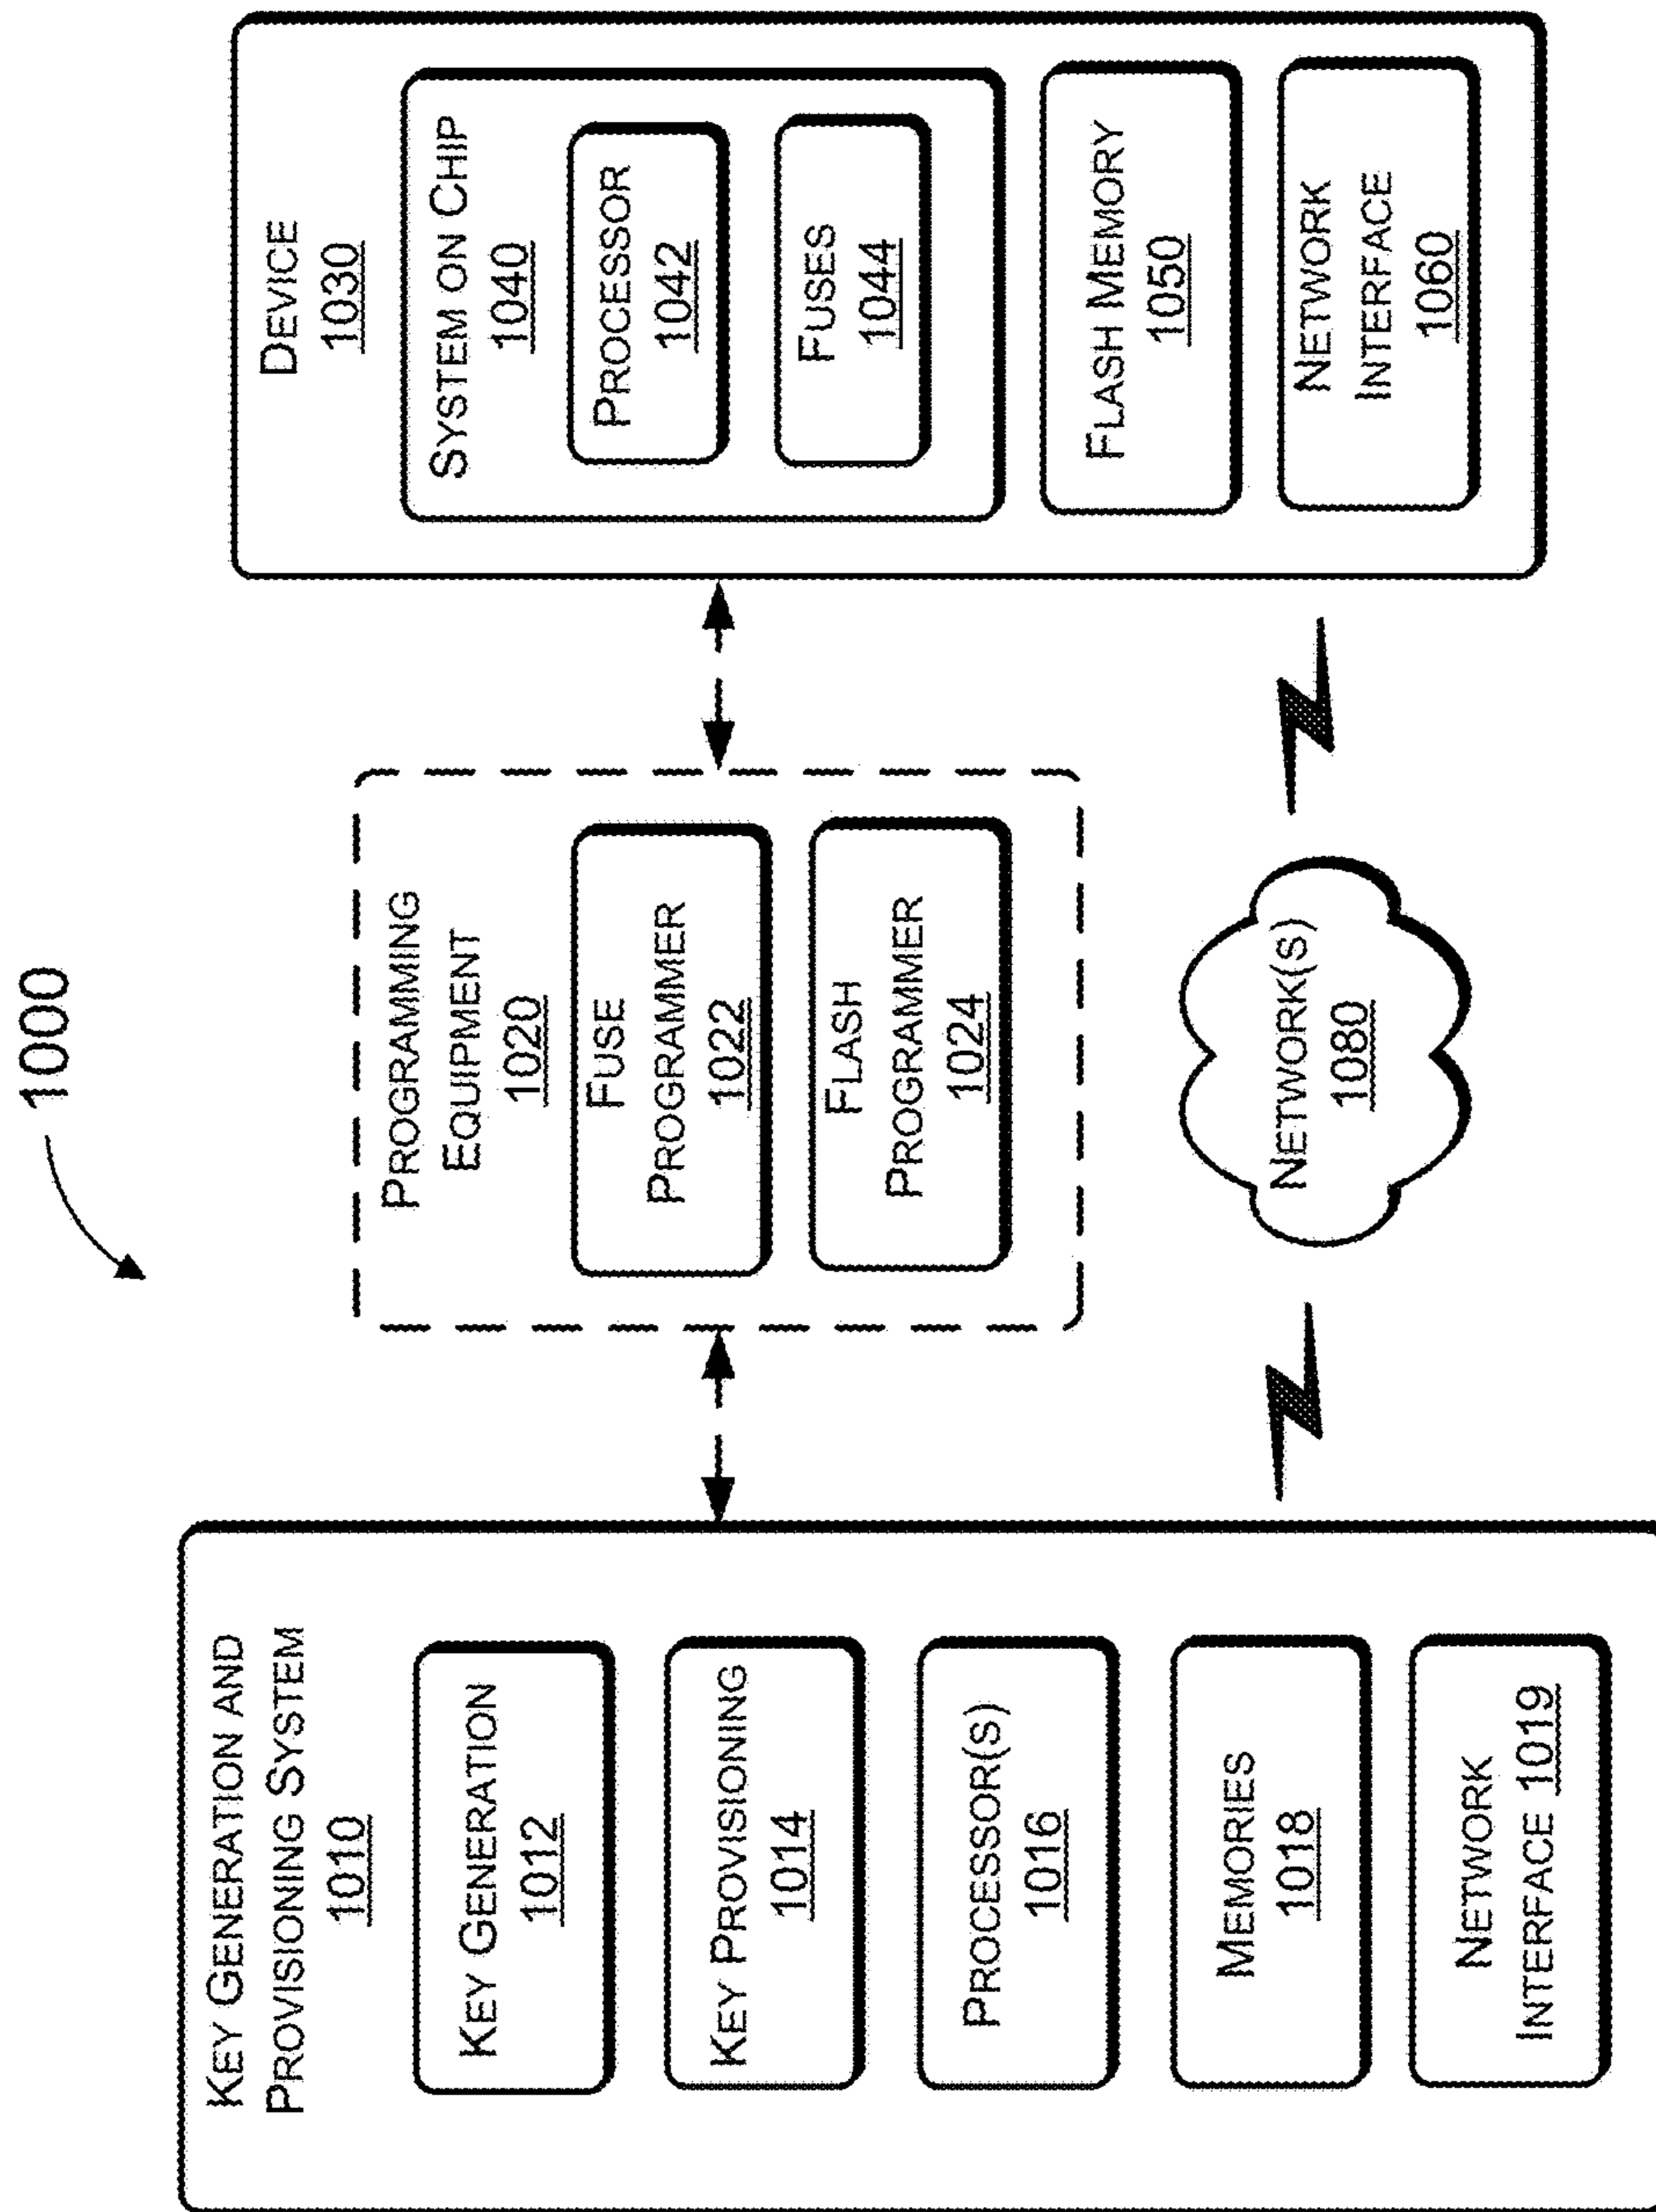 1000
KEY GENERATION AND
PROVISIONING SYSTEM
1010
KEY GENERATION
1012
KEY PROVISIONING
1014
PROCESSOR(S)
1016
MEMORIES
1018
NETWORK
INTERFACE 1019
PROGRAMMING
EQUIPMENT
1020
FUSE
PROGRAMMER
1022
FLASH
PROGRAMMER
1024
NETWORK(S)
1080
DEVICE
1030
SYSTEM ON CHIP
1040
PROCESSOR
1042
FUSES
1044
FLASH MEMORY
1050
NETWORK
INTERFACE
1060